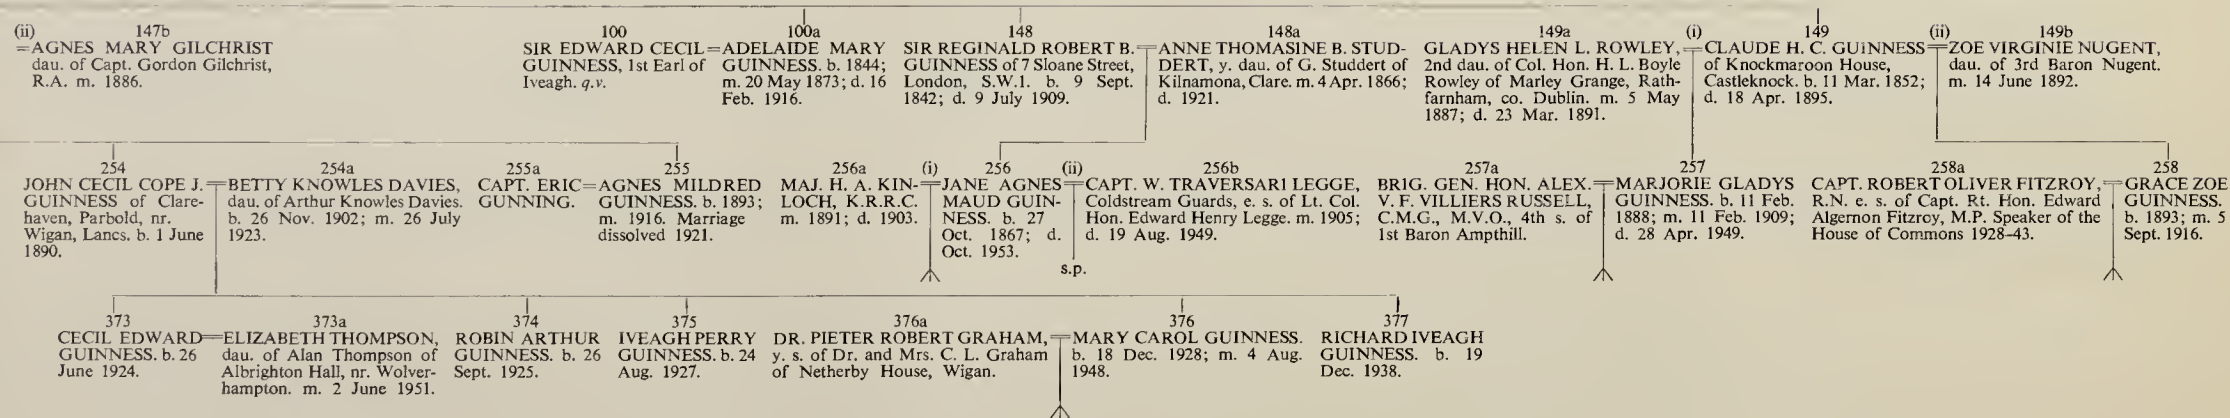 (ii) 147b
=AGNES MARY GILCHRIST
dau. of Capt. Gordon Gilchrist,
R.A. m. 1886.
100
SIR EDWARD CECIL=
GUINNESS, 1st Earl of
Iveagh. q.v.
100a
ADELAIDE MARY
GUINNESS. b. 1844;
m. 20 May 1873; d. 16
Feb. 1916.
148
SIR REGINALD ROBERT B.=
GUINNESS of 7 Sloane Street,
London, S.W.1. b. 9 Sept.
1842; d. 9 July 1909.
148a
ANNE THOMASINE B. STUD-
DERT, y. dau. of G. Studdert of
Kilnamona, Clare. m. 4 Apr. 1866;
d. 1921.
149a
GLADYS HELEN L. ROWLEY,=
2nd dau. of Col. Hon. H. L. Boyle
Rowley of Marley Grange, Rath-
farnham, co. Dublin. m. 5 May
1887; d. 23 Mar. 1891.
(i) 149
CLAUDE H. C. GUINNESS=
of Knockmaroon House,
Castleknock. b. 11 Mar. 1852;
d. 18 Apr. 1895.
(ii) 149b
ZOE VIRGINIE NUGENT,
dau. of 3rd Baron Nugent.
m. 14 June 1892.
254
JOHN CECIL COPE J.=
GUINNESS of Clare-
haven, Parbold, nr.
Wigan, Lancs. b. 1 June
1890.
254a
BETTY KNOWLES DAVIES,
dau. of Arthur Knowles Davies.
b. 26 Nov. 1902; m. 26 July
1923.
255a
CAPT. ERIC=
GUNNING.
255
AGNES MILDRED
GUINNESS. b. 1893;
m. 1916. Marriage
dissolved 1921.
256a
MAJ. H. A. KIN-=
LOCH, K.R.R.C.
m. 1891; d. 1903.
(i) 256
JANE AGNES=
MAUD GUIN-
NESS. b. 27
Oct. 1867; d.
Oct. 1953.
(ii) 256b
CAPT. W. TRAVERSARI LEGGE,
Coldstream Guards, e. s. of Lt. Col.
Hon. Edward Henry Legge. m. 1905;
d. 19 Aug. 1949.
s.p.
257a
BRIG. GEN. HON. ALEX.=
V. F. VILLIERS RUSSELL,
C.M.G., M.V.O., 4th s. of
1st Baron Ampthill.
257
MARJORIE GLADYS
GUINNESS. b. 11 Feb.
1888; m. 11 Feb. 1909;
d. 28 Apr. 1949.
258a
CAPT. ROBERT OLIVER FITZROY,=
R.N. e. s. of Capt. Rt. Hon. Edward
Algernon Fitzroy, M.P. Speaker of the
House of Commons 1928–43.
258
GRACE ZOE
GUINNESS.
b. 1893; m. 5
Sept. 1916.
373
CECIL EDWARD=
GUINNESS. b. 26
June 1924.
373a
ELIZABETH THOMPSON,
dau. of Alan Thompson of
Albrighton Hall, nr. Wolver-
hampton. m. 2 June 1951.
374
ROBIN ARTHUR
GUINNESS. b. 26
Sept. 1925.
375
IVEAGH PERRY
GUINNESS. b. 24
Aug. 1927.
376a
DR. PIETER ROBERT GRAHAM,=
y. s. of Dr. and Mrs. C. L. Graham
of Netherby House, Wigan.
376
MARY CAROL GUINNESS.
b. 18 Dec. 1928; m. 4 Aug.
1948.
377
RICHARD IVEAGH
GUINNESS. b. 19
Dec. 1938.